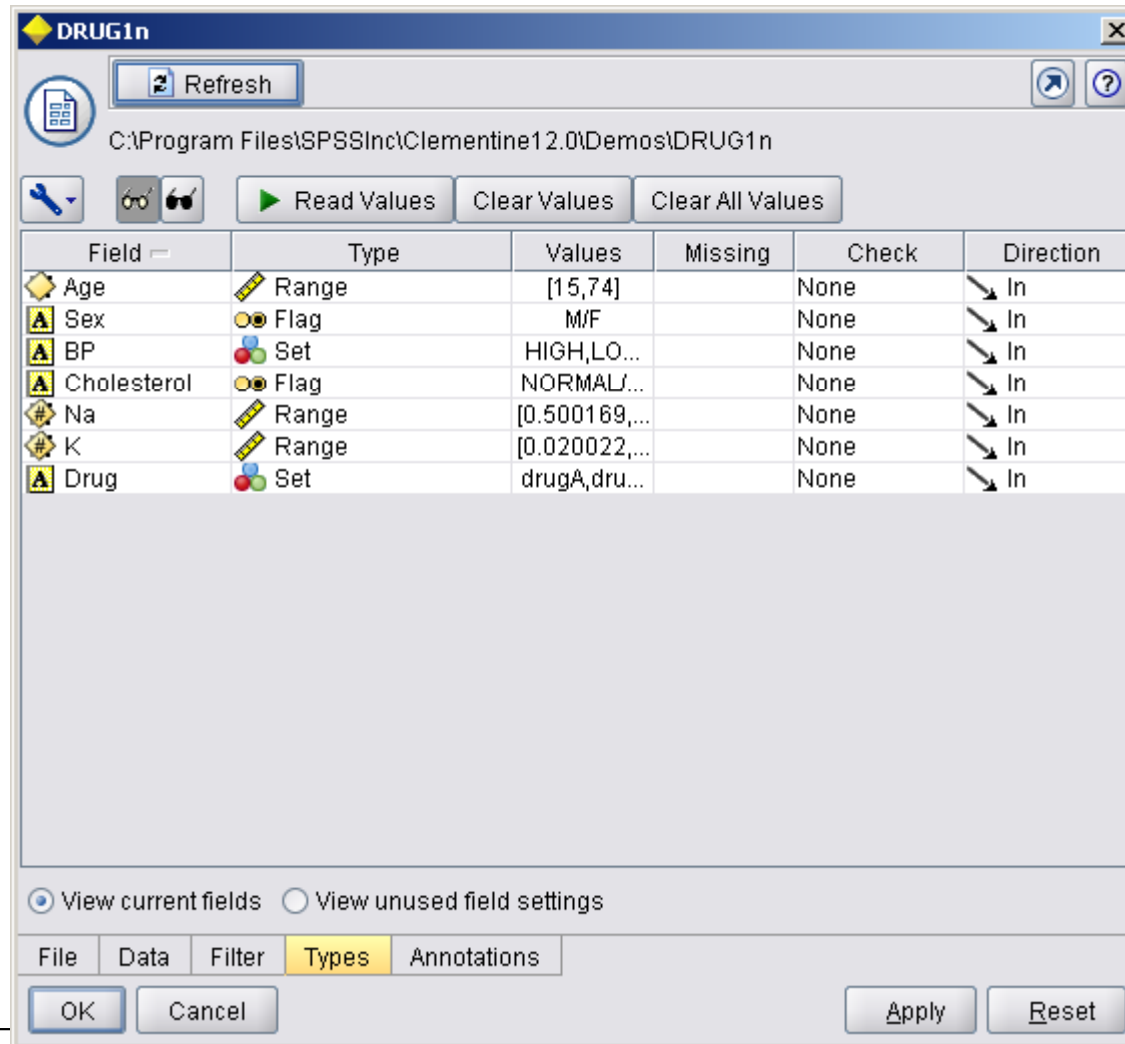 DRUG1n
Refresh
C:\Program Files\SPSSInc\Clementine12.0\Demos\DRUG1n
Read Values Clear Values Clear All Values
Field Type Values Missing Check Direction
Age Range [15,74] None In
A Sex Flag M/F None In
A BP Set HIGH,LO... None In
A Cholesterol Flag NORMAL/... None In
# Na Range [0.500169,... None In
# K Range [0.020022,... None In
A Drug Set drugA,dru... None In
View current fields View unused field settings
File Data Filter Types Annotations
OK Cancel Apply Reset